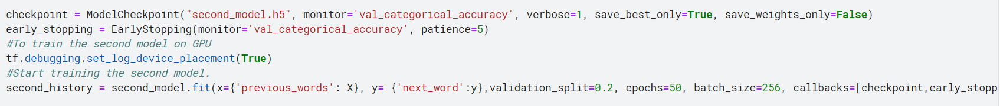 checkpoint = ModelCheckpoint("second_model.h5", monitor='val_categorical_accuracy', verbose=1, save_best_only=True, save_weights_only=False)
early_stopping = EarlyStopping(monitor='val_categorical_accuracy', patience=5)
#To train the second model on GPU
tf.debugging.set_log_device_placement(True)
#Start training the second model.
second_history = second_model.fit(x={'previous_words': X}, y= {'next_word':y},validation_split=0.2, epochs=50, batch_size=256, callbacks=[checkpoint,early_stopp